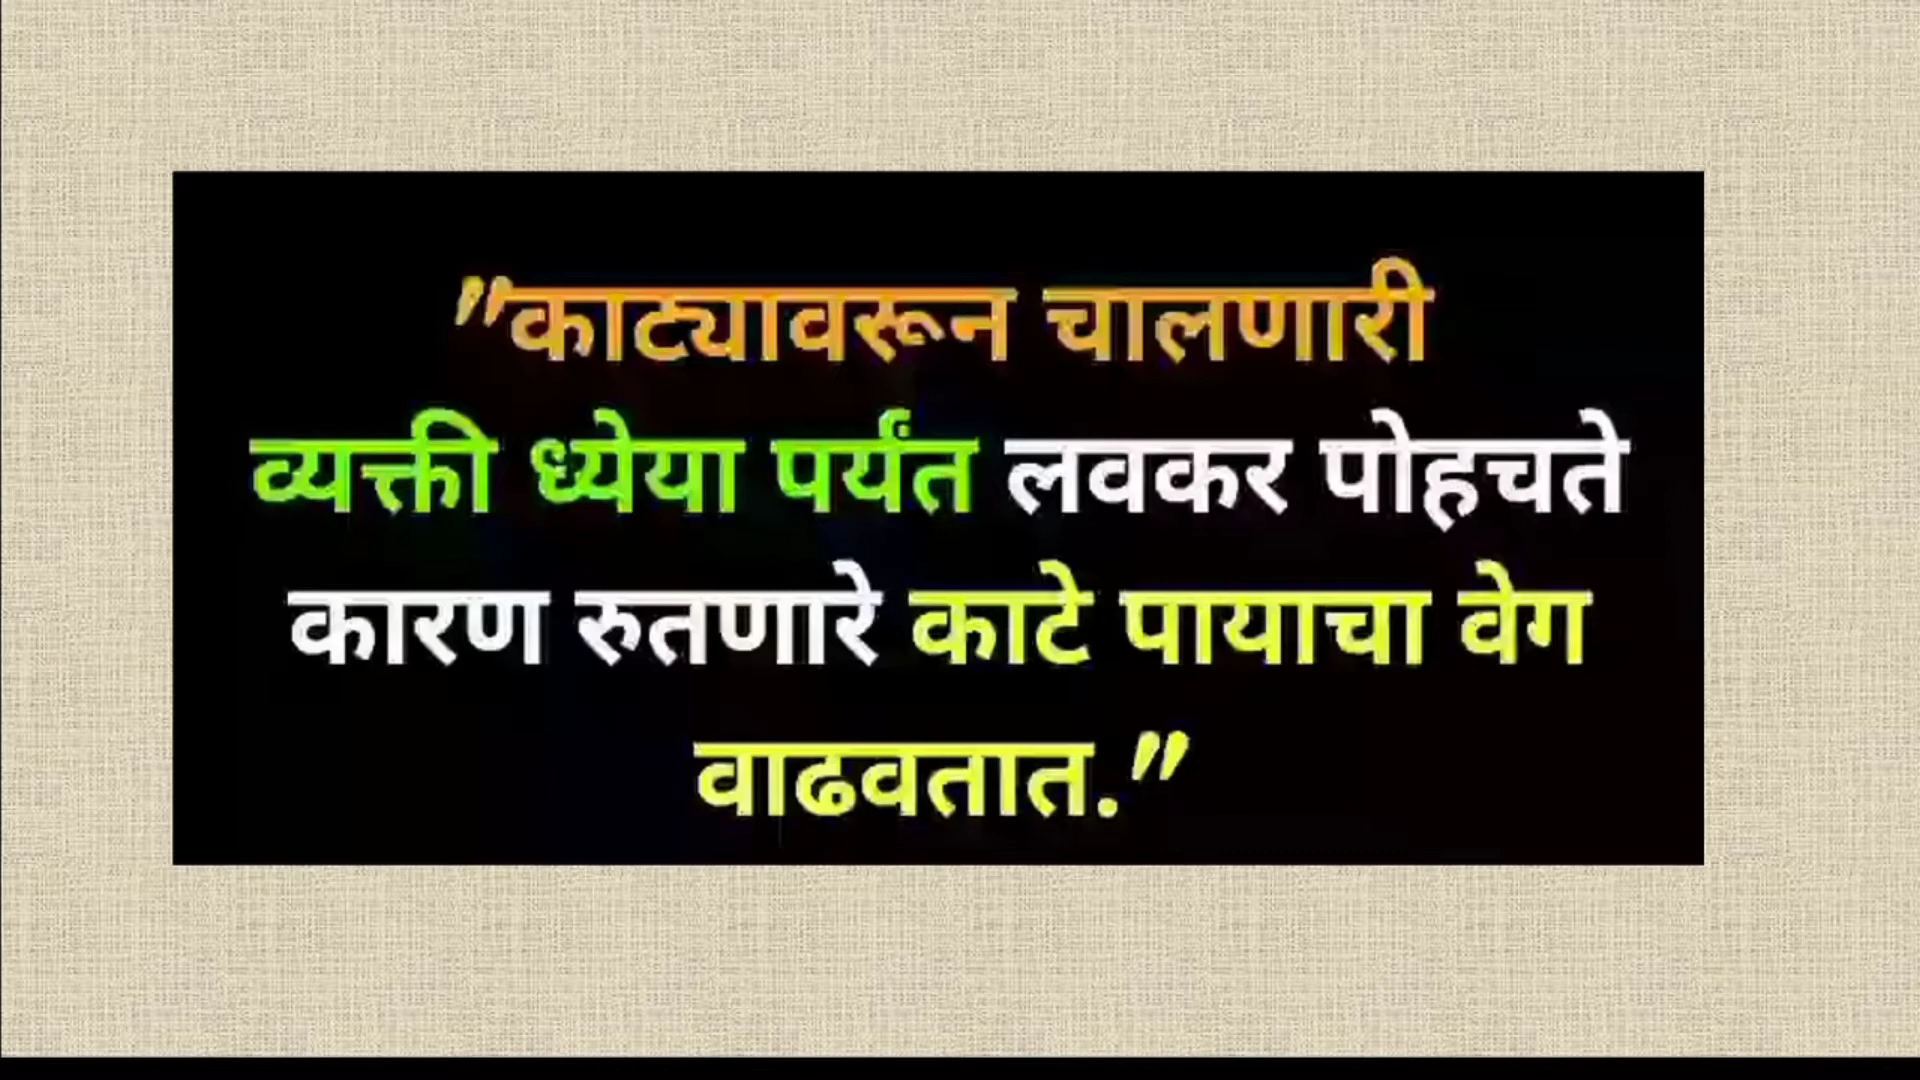 "काट्यावरून चालणारी
व्यक्ती ध्येया पर्यंत लवकर पोहचते
कारण रुतणारे काटे पायाचा वेग
वाढवतात."